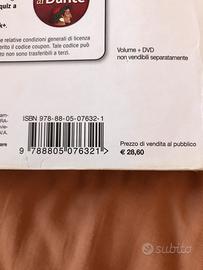 quiz a
di Dante
k+.
e relative condizioni generali di licenza
erito il codice coupon. Tale codice può
to non sono trasferibili a terzi.
Volume + DVD
non vendibili separatamente
ISBN 978-88-05-07632-1
9 788805 076321 >
Prezzo di vendita al pubblico
€ 28,60
subito